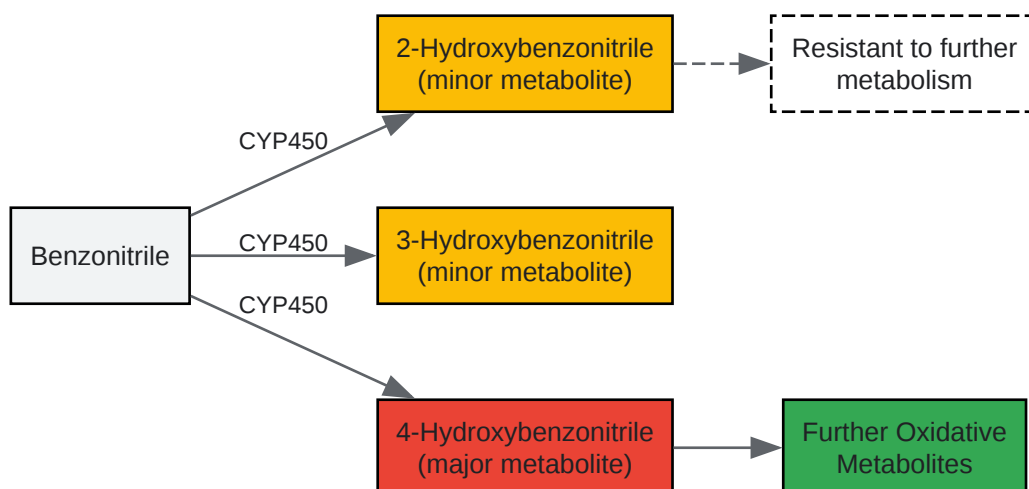 2-Hydroxybenzonitrile
(minor metabolite)
Resistant to further
metabolism
CYP450
Benzonitrile
CYP450
3-Hydroxybenzonitrile
(minor metabolite)
CYP450
4-Hydroxybenzonitrile
(major metabolite)
Further Oxidative
Metabolites